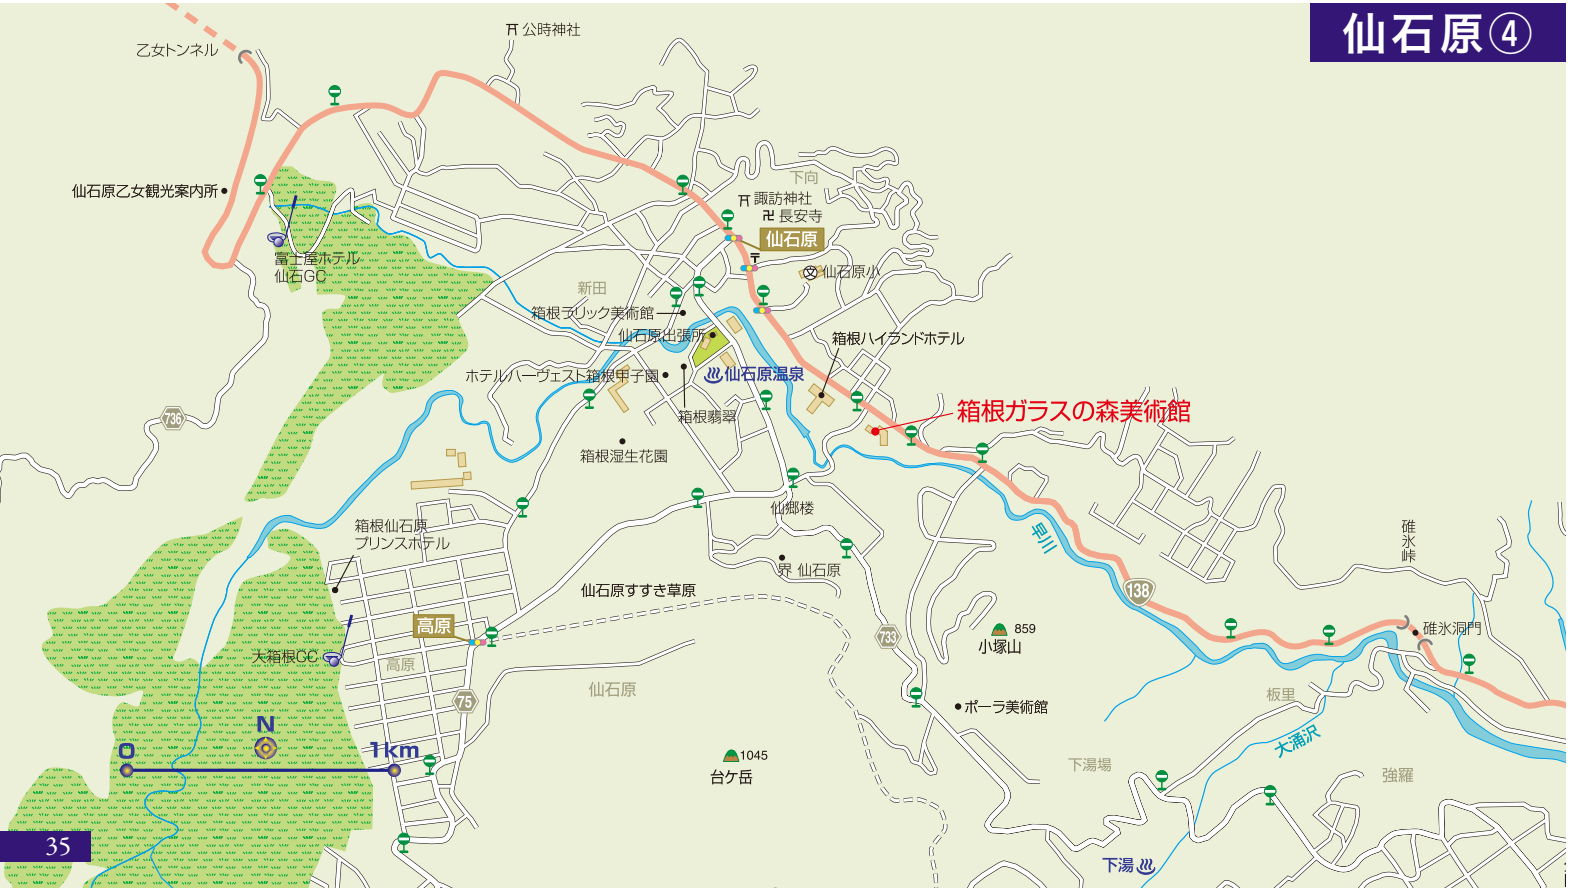 仙石原④
公時神社
乙女トンネル
仙石原乙女観光案内所
下向
諏訪神社
長安寺
仙石原
富士屋ホテル
仙石GC
仙石原小
新田
箱根ラリック美術館
仙石原出張所
箱根ハイランドホテル
ホテルハーヴェスト箱根甲子園
仙石原温泉
箱根翡翠
箱根ガラスの森美術館
736
箱根湿生花園
仙郷楼
箱根仙石原
プリンスホテル
早川
碓氷峠
界 仙石原
仙石原すすき草原
138
高原
733
859
小塚山
碓氷洞門
大箱根CC
高原
仙石原
75
ポーラ美術館
板里
N
0
1km
大涌沢
1045
台ケ岳
下湯場
強羅
35
下湯